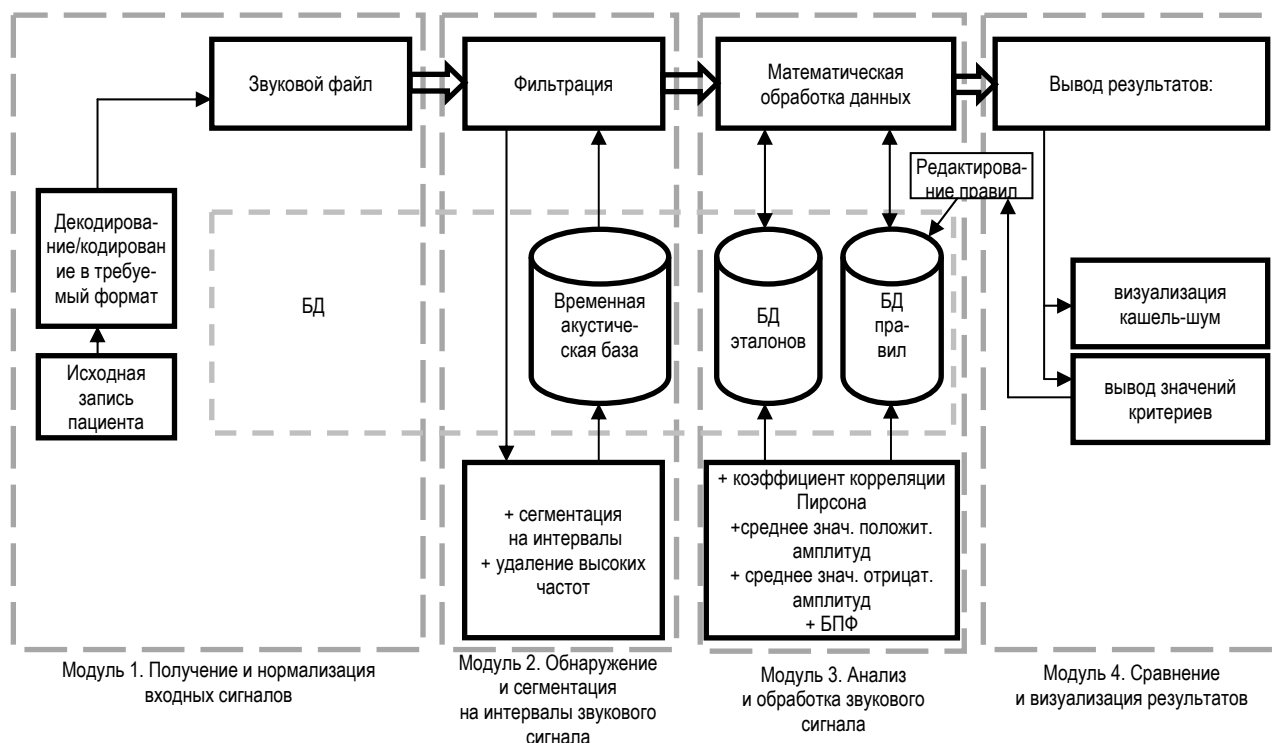 Звуковой файл
Фильтрация
Математическая
обработка данных
Вывод результатов:
Редактирова-
ние правил
Декодирова-
ние/кодирован
ие в требуе-
мый формат
БД
Временная
акустиче-
ская база
БД
эталонов
БД
пра-
вил
визуализация
кашель-шум
Исходная
запись
пациента
вывод значений
критериев
+ сегментация
на интервалы
+ удаление высоких
частот
+ коэффициент корреляции
Пирсона
+среднее знач. положит.
амплитуд
+ среднее знач. отрицат.
амплитуд
+ БПФ
Модуль 1. Получение и нормализация
входных сигналов
Модуль 2. Обнаружение
и сегментация
на интервалы звукового
сигнала
Модуль 3. Анализ
и обработка звукового
сигнала
Модуль 4. Сравнение
и визуализация результатов